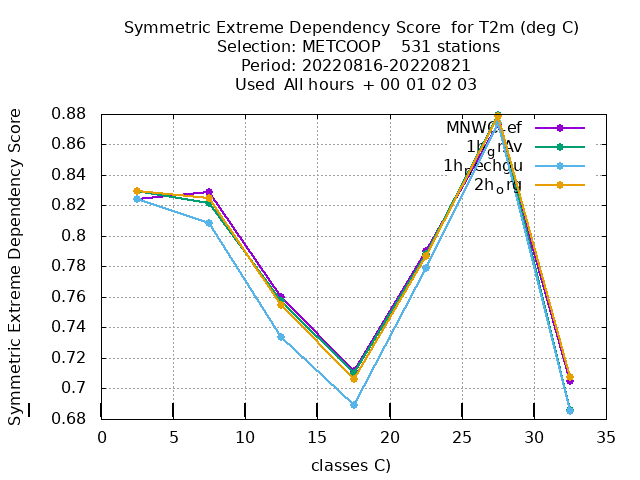 Symmetric Extreme Dependency Score for T2m (deg C)
Selection: METCOOP 531 stations
Period: 20220816-20220821
Used All hours + 00 01 02 03
Symmetric Extreme Dependency Score
0.88
0.86
0.84
0.82
0.8
0.78
0.76
0.74
0.72
0.7
0.68
0 5 10 15 20 25 30 35
classes C)